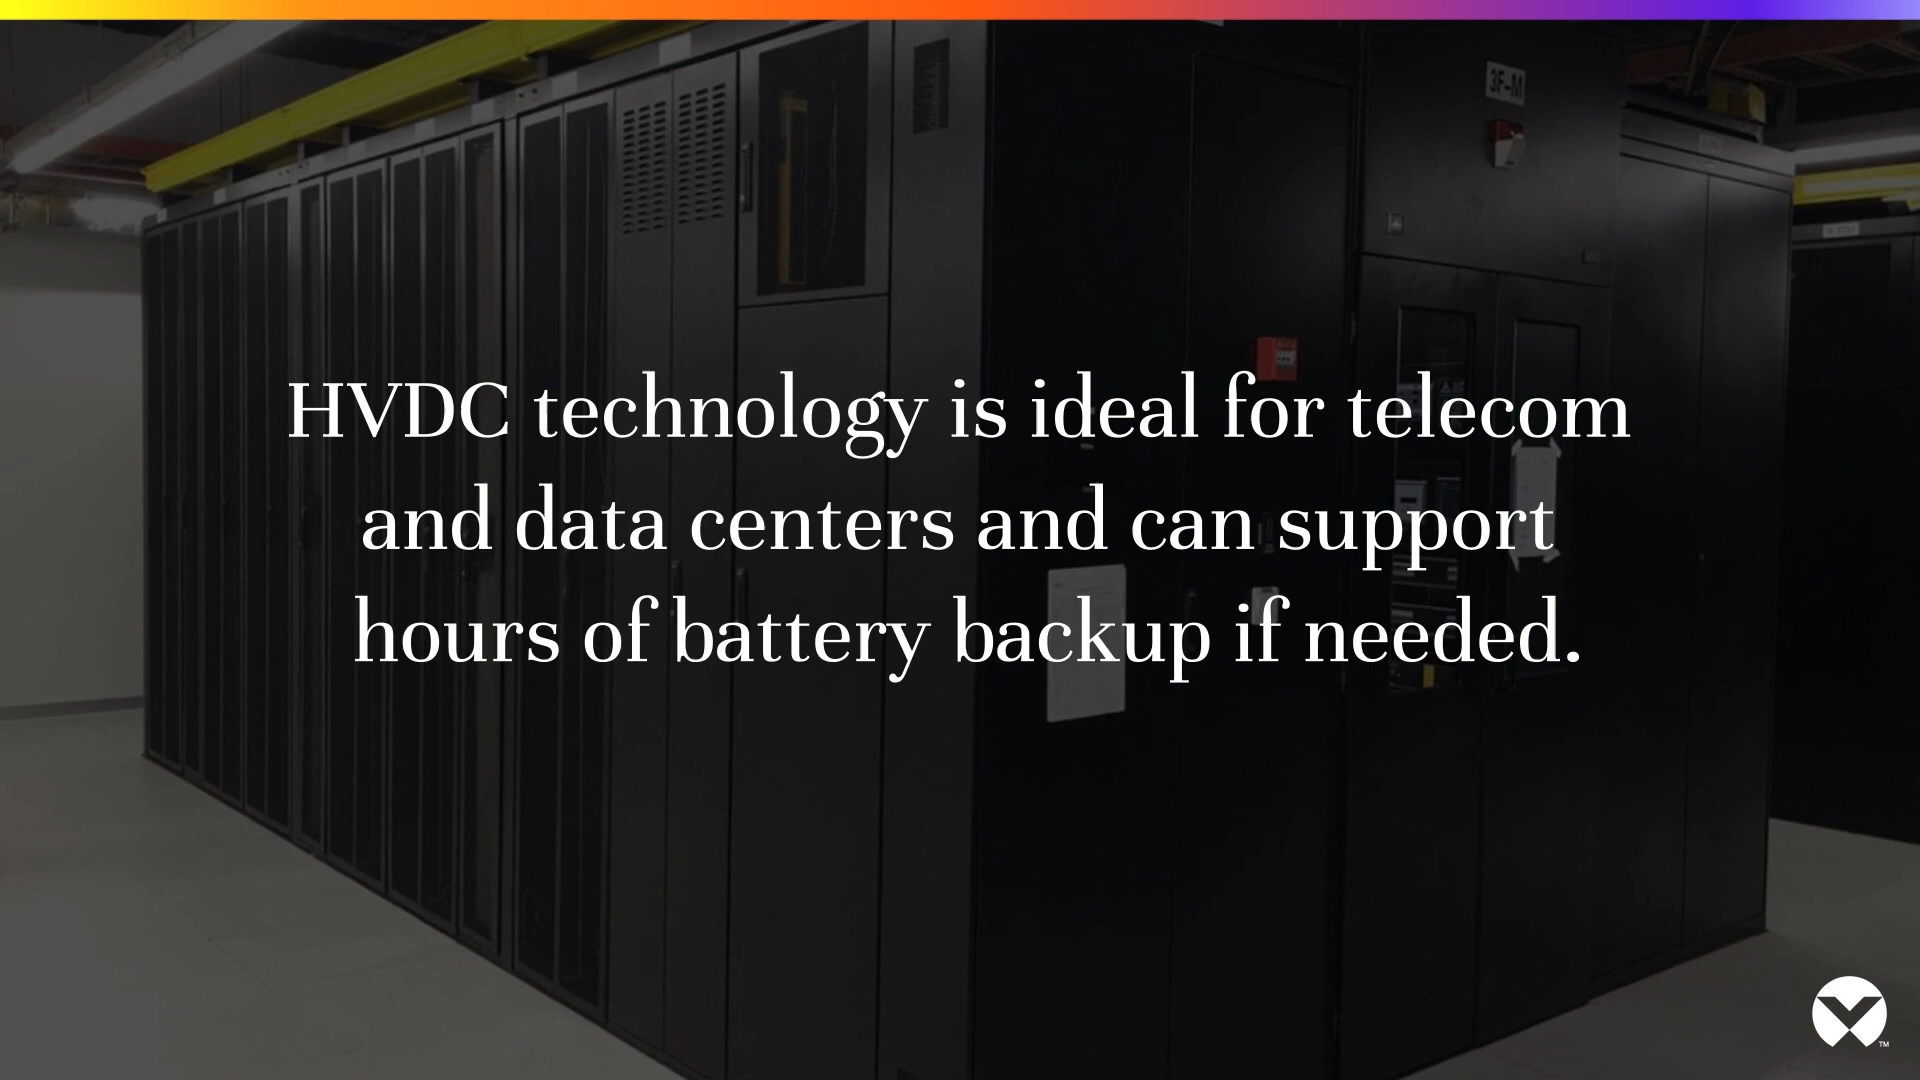 3F-M
HVDC technology is ideal for telecom
and data centers and can support
hours of battery backup if needed.
TM